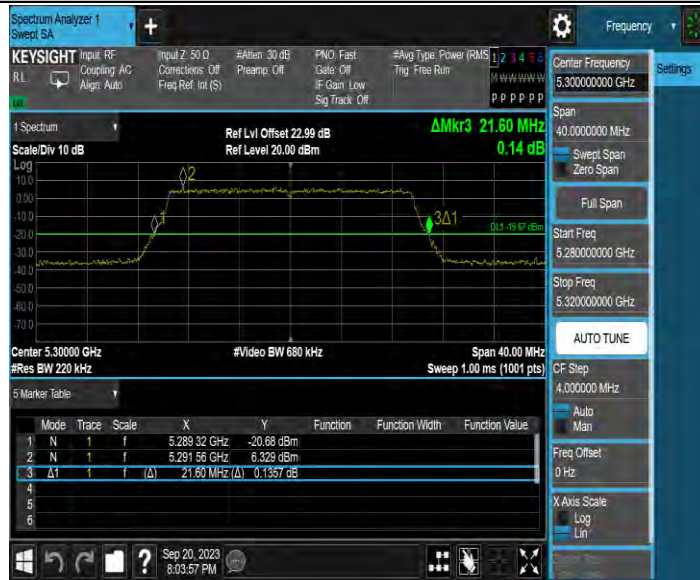 Spectrum Analyzer 1
Swept SA
+
Frequency
KEYSIGHT
Input: RF
Coupling: AC
Align: Auto
Input Z: 50 Ω
Corrections: Off
Freq Ref: Int (S)
#Atten: 30 dB
Preamp: Off
PNO: Fast
Gate: Off
IF Gain: Low
Sig Track: Off
#Avg Type: Power (RMS
Trig: Free Run
1 2 3 4 5 6
M W W W W W
P P P P P P
RL
1 Spectrum
Scale/Div 10 dB
Ref Lvl Offset 22.99 dB
Ref Level 20.00 dBm
ΔMkr3 21.60 MHz
0.14 dB
Log
10.0
0.00
-10.0
-20.0
-30.0
-40.0
-50.0
-60.0
-70.0
2
1
3Δ1
DL1 -19.67 dBm
Center 5.30000 GHz
#Res BW 220 kHz
#Video BW 680 kHz
Span 40.00 MHz
Sweep 1.00 ms (1001 pts)
5 Marker Table
Mode Trace Scale X Y Function Function Width Function Value
1 N 1 f 5.289 32 GHz -20.68 dBm
2 N 1 f 5.291 56 GHz 6.329 dBm
3 Δ1 1 f (Δ) 21.60 MHz (Δ) 0.1357 dB
4
5
6
Sep 20, 2023
8:03:57 PM
?
Center Frequency
5.300000000 GHz
Settings
Span
40.0000000 MHz
Swept Span
Zero Span
Full Span
Start Freq
5.280000000 GHz
Stop Freq
5.320000000 GHz
AUTO TUNE
CF Step
4.000000 MHz
Auto
Man
Freq Offset
0 Hz
X Axis Scale
Log
Lin